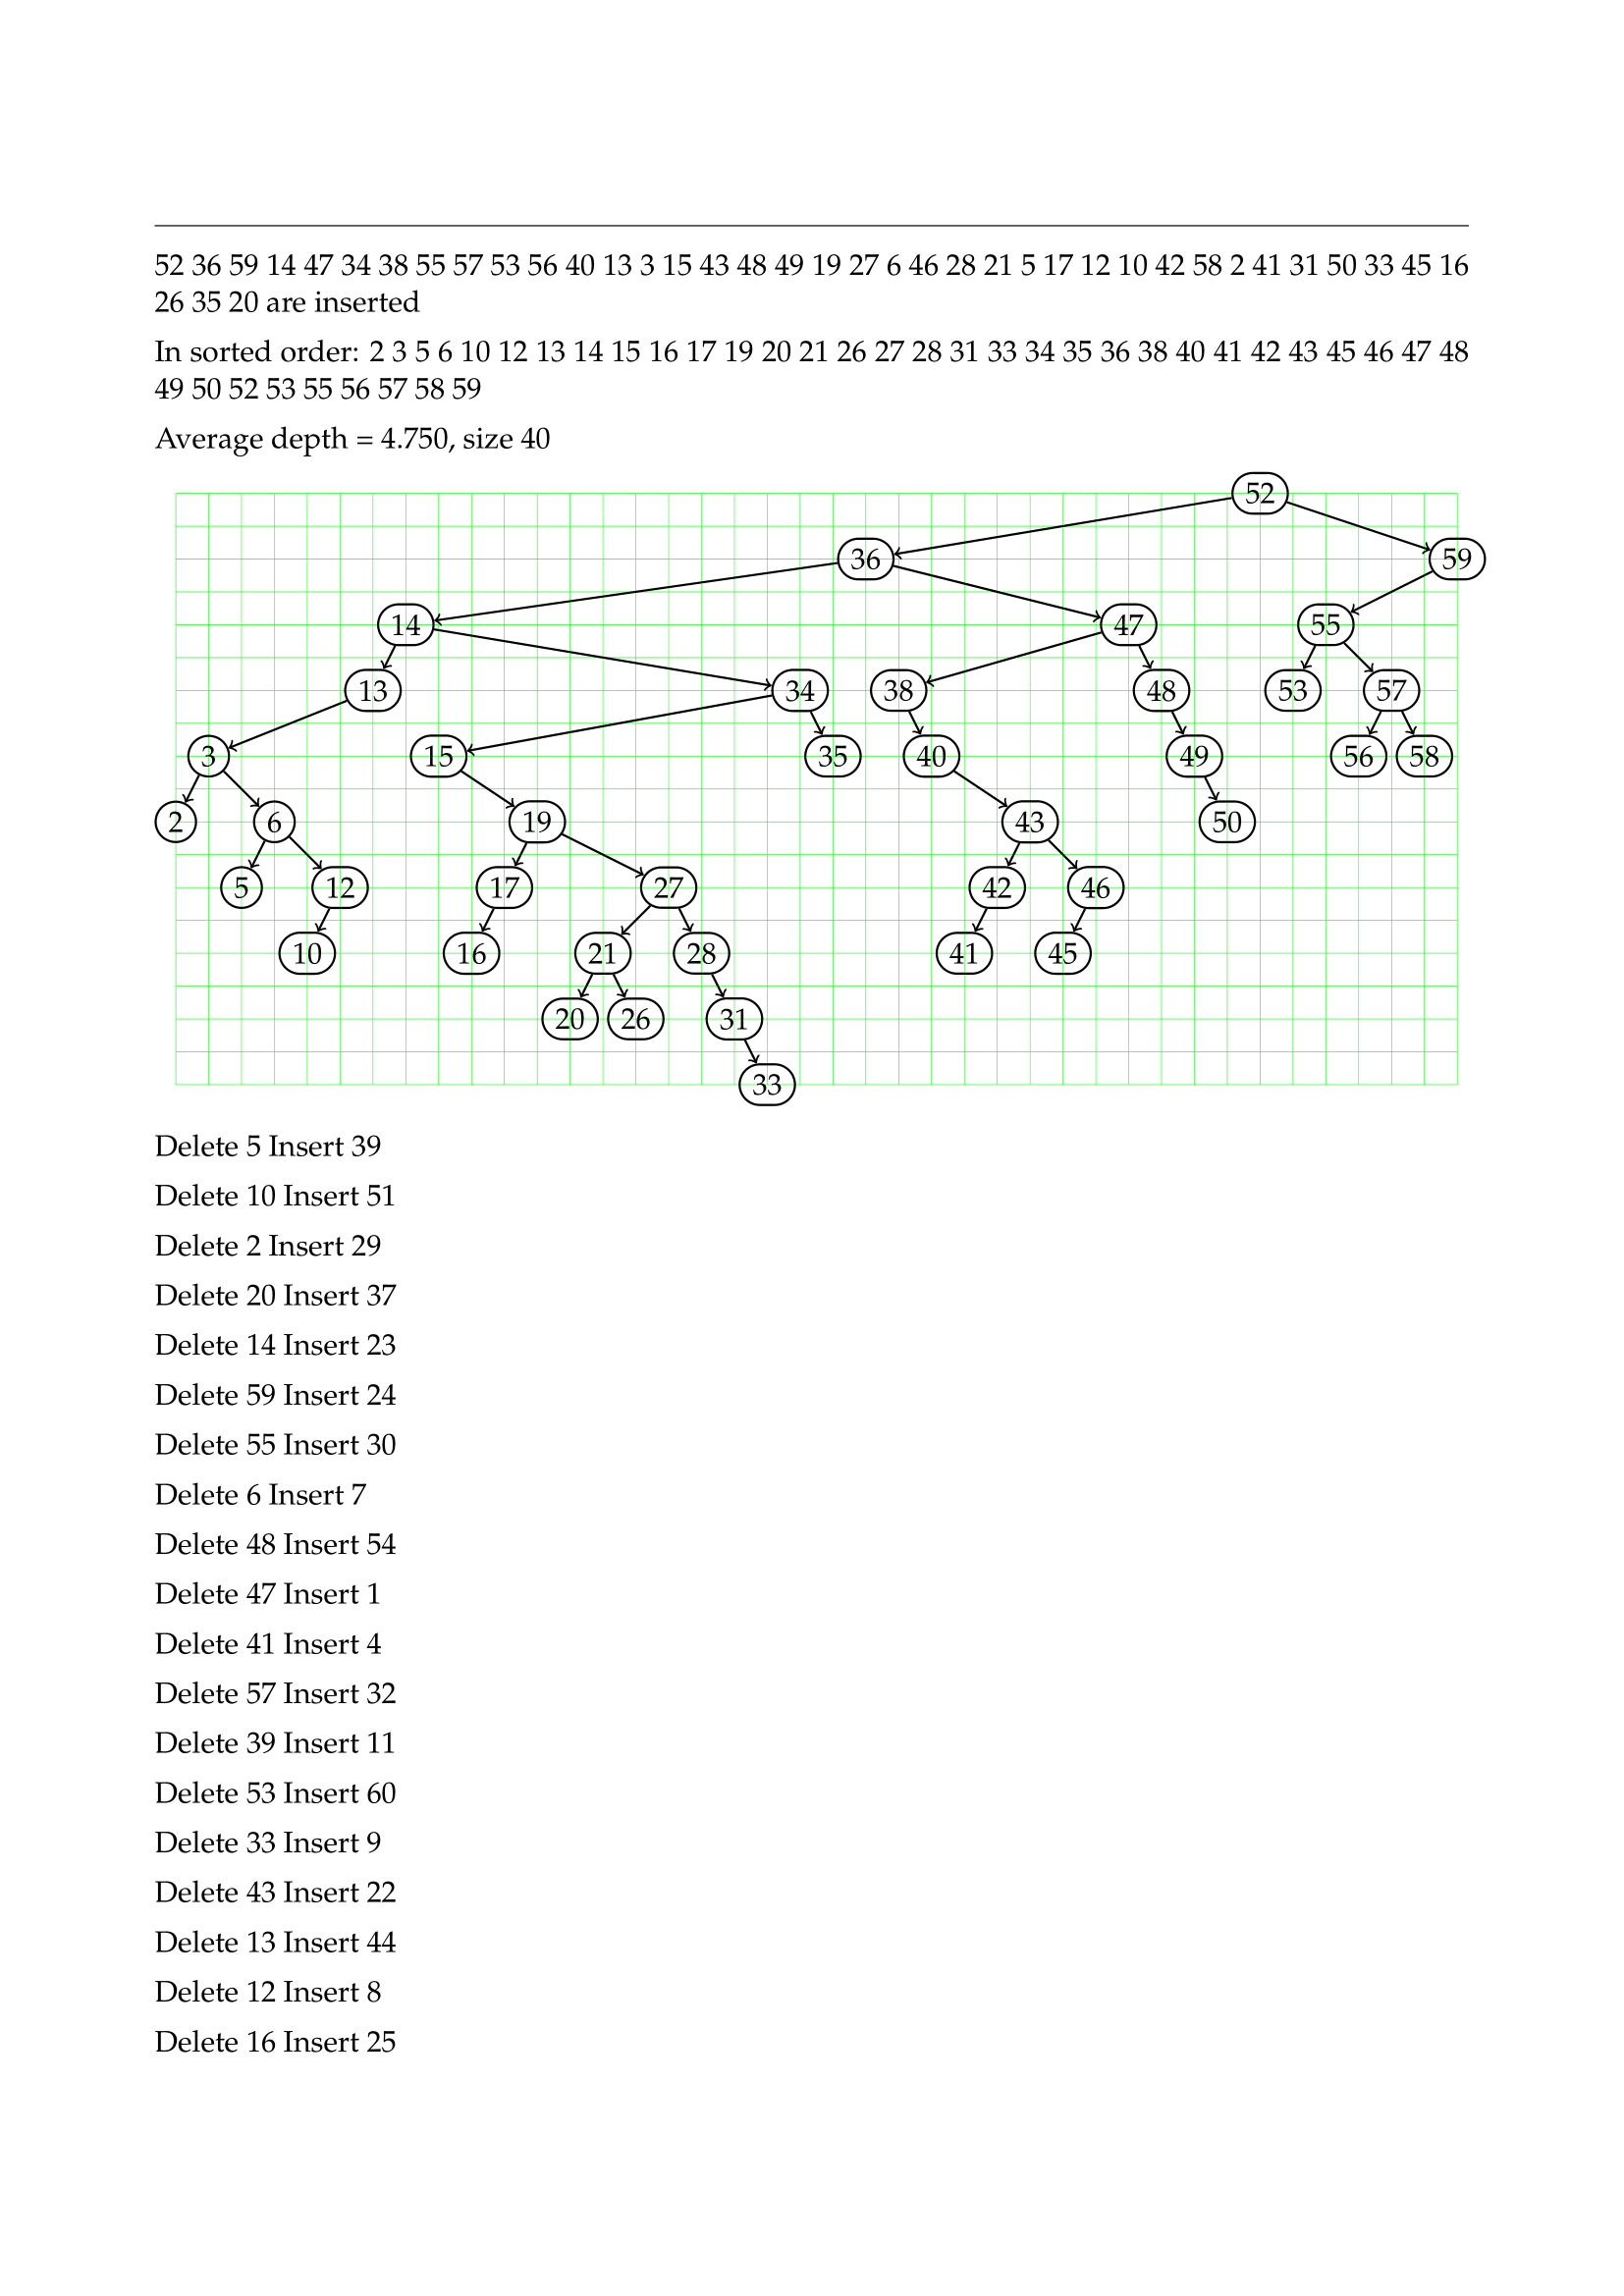 52 36 59 14 47 34 38 55 57 53 56 40 13 3 15 43 48 49 19 27 6 46 28 21 5 17 12 10 42 58 2 41 31 50 33 45 16
26 35 20 are inserted
In sorted order: 2 3 5 6 10 12 13 14 15 16 17 19 20 21 26 27 28 31 33 34 35 36 38 40 41 42 43 45 46 47 48
49 50 52 53 55 56 57 58 59
Average depth = 4.750, size 40
52
36 59
14 47 55
13 34 38 48 53 57
3 15 35 40 49 56 58
2 6 19 43 50
5 12 17 27 42 46
10 16 21 28 41 45
20 26 31
33
Delete 5 Insert 39
Delete 10 Insert 51
Delete 2 Insert 29
Delete 20 Insert 37
Delete 14 Insert 23
Delete 59 Insert 24
Delete 55 Insert 30
Delete 6 Insert 7
Delete 48 Insert 54
Delete 47 Insert 1
Delete 41 Insert 4
Delete 57 Insert 32
Delete 39 Insert 11
Delete 53 Insert 60
Delete 33 Insert 9
Delete 43 Insert 22
Delete 13 Insert 44
Delete 12 Insert 8
Delete 16 Insert 25